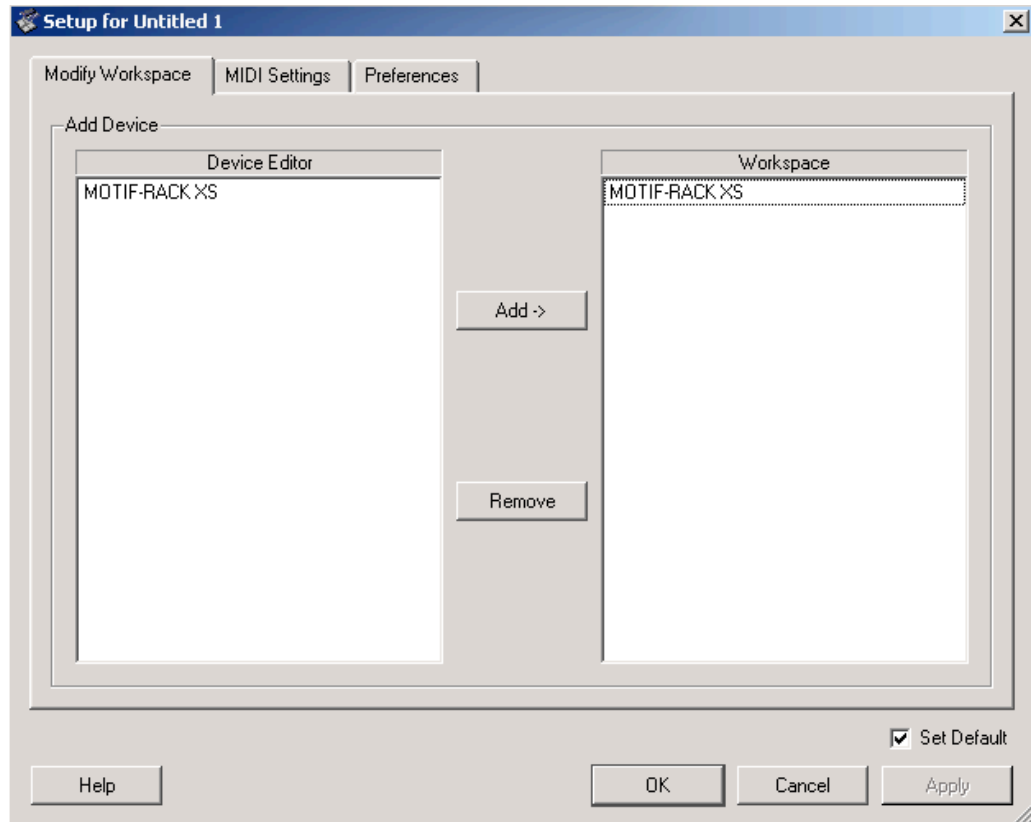 Setup for Untitled 1
Modify Workspace MIDI Settings Preferences
Add Device
Device Editor Workspace
MOTIF-RACK XS MOTIF-RACK XS
Add ->
Remove
Set Default
Help OK Cancel Apply